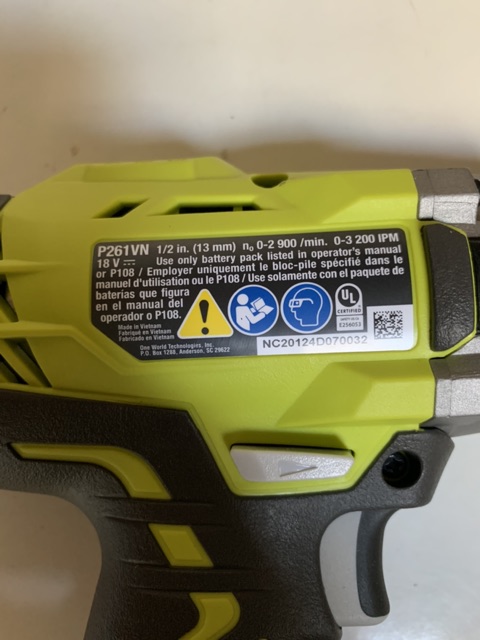 P261VN 1/2 in. (13 mm) n₀ 0-2 900 /min. 0-3 200 IPM
18 V ⎓ Use only battery pack listed in operator's manual
or P108 / Employer uniquement le bloc-pile spécifié dans le
manuel d'utilisation ou le P108 / Use solamente con el paquete de
baterias que figura
en el manual del
operador o P108.
Made in Vietnam
Fabriqué en Vietnam
Fabricado en Vietnam
One World Technologies, Inc.
P.O. Box 1288, Anderson, SC 29622
UL
CERTIFIED
E258053
NC20124D070032